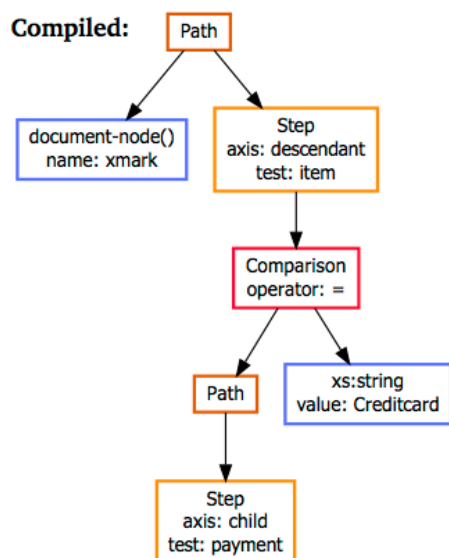 Compiled:
Path
document-node()
name: xmark
Step
axis: descendant
test: item
Comparison
operator: =
Path
xs:string
value: Creditcard
Step
axis: child
test: payment